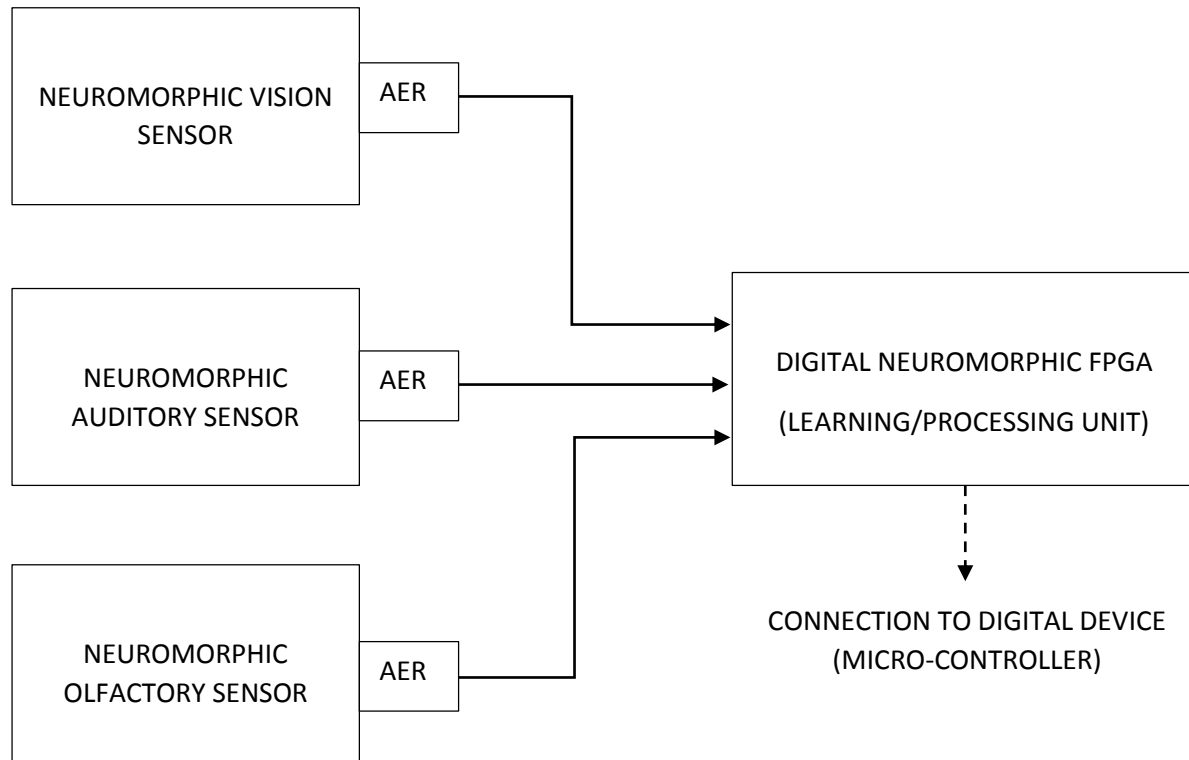 NEUROMORPHIC VISION
SENSOR
AER
NEUROMORPHIC
AUDITORY SENSOR
AER
NEUROMORPHIC
OLFACTORY SENSOR
AER
DIGITAL NEUROMORPHIC FPGA
(LEARNING/PROCESSING UNIT)
CONNECTION TO DIGITAL DEVICE
(MICRO-CONTROLLER)